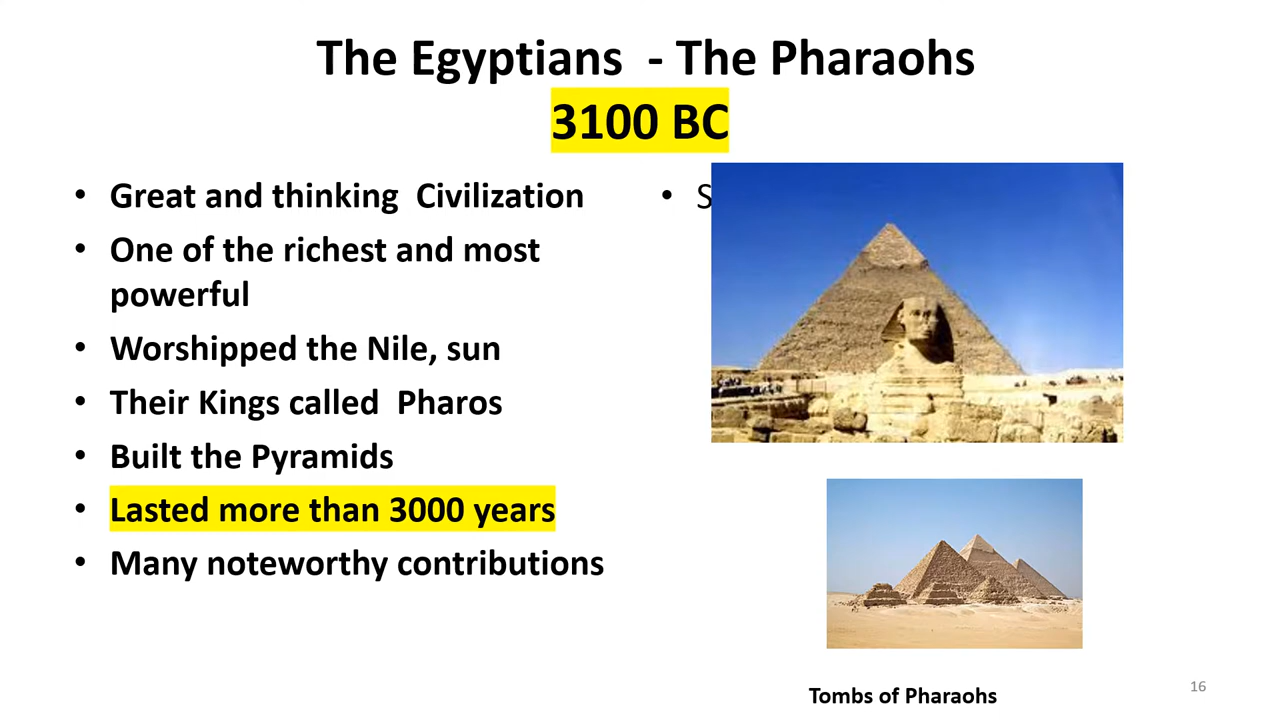 The Egyptians - The Pharaohs
3100 BC
• Great and thinking Civilization
• One of the richest and most
powerful
• Worshipped the Nile, sun
• Their Kings called Pharos
• Built the Pyramids
• Lasted more than 3000 years
• Many noteworthy contributions
• S
Tombs of Pharaohs
16